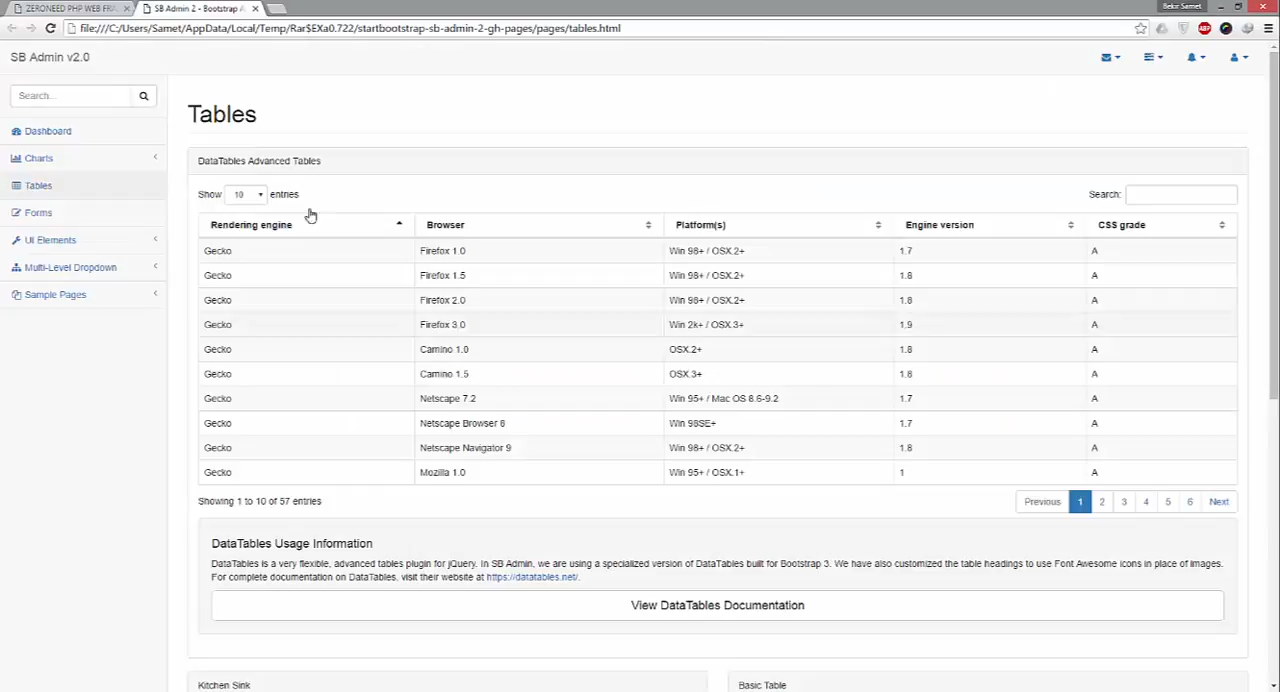 ZERONEED PHP WEB FRA
SB Admin 2 - Bootstrap A
Bekir Samet
file:///C:/Users/Samet/AppData/Local/Temp/Rar$EXa0.722/startbootstrap-sb-admin-2-gh-pages/pages/tables.html
ABP
SB Admin v2.0
Search...
Dashboard
Charts
Tables
Forms
UI Elements
Multi-Level Dropdown
Sample Pages
Tables
DataTables Advanced Tables
Show 10 entries Search:
Rendering engine Browser Platform(s) Engine version CSS grade
Gecko Firefox 1.0 Win 98+ / OSX.2+ 1.7 A
Gecko Firefox 1.5 Win 98+ / OSX.2+ 1.8 A
Gecko Firefox 2.0 Win 98+ / OSX.2+ 1.8 A
Gecko Firefox 3.0 Win 2k+ / OSX.3+ 1.9 A
Gecko Camino 1.0 OSX.2+ 1.8 A
Gecko Camino 1.5 OSX.3+ 1.8 A
Gecko Netscape 7.2 Win 95+ / Mac OS 8.6-9.2 1.7 A
Gecko Netscape Browser 8 Win 98SE+ 1.7 A
Gecko Netscape Navigator 9 Win 98+ / OSX.2+ 1.8 A
Gecko Mozilla 1.0 Win 95+ / OSX.1+ 1 A
Showing 1 to 10 of 57 entries Previous 1 2 3 4 5 6 Next
DataTables Usage Information
DataTables is a very flexible, advanced tables plugin for jQuery. In SB Admin, we are using a specialized version of DataTables built for Bootstrap 3. We have also customized the table headings to use Font Awesome icons in place of images.
For complete documentation on DataTables, visit their website at https://datatables.net/.
View DataTables Documentation
Kitchen Sink Basic Table